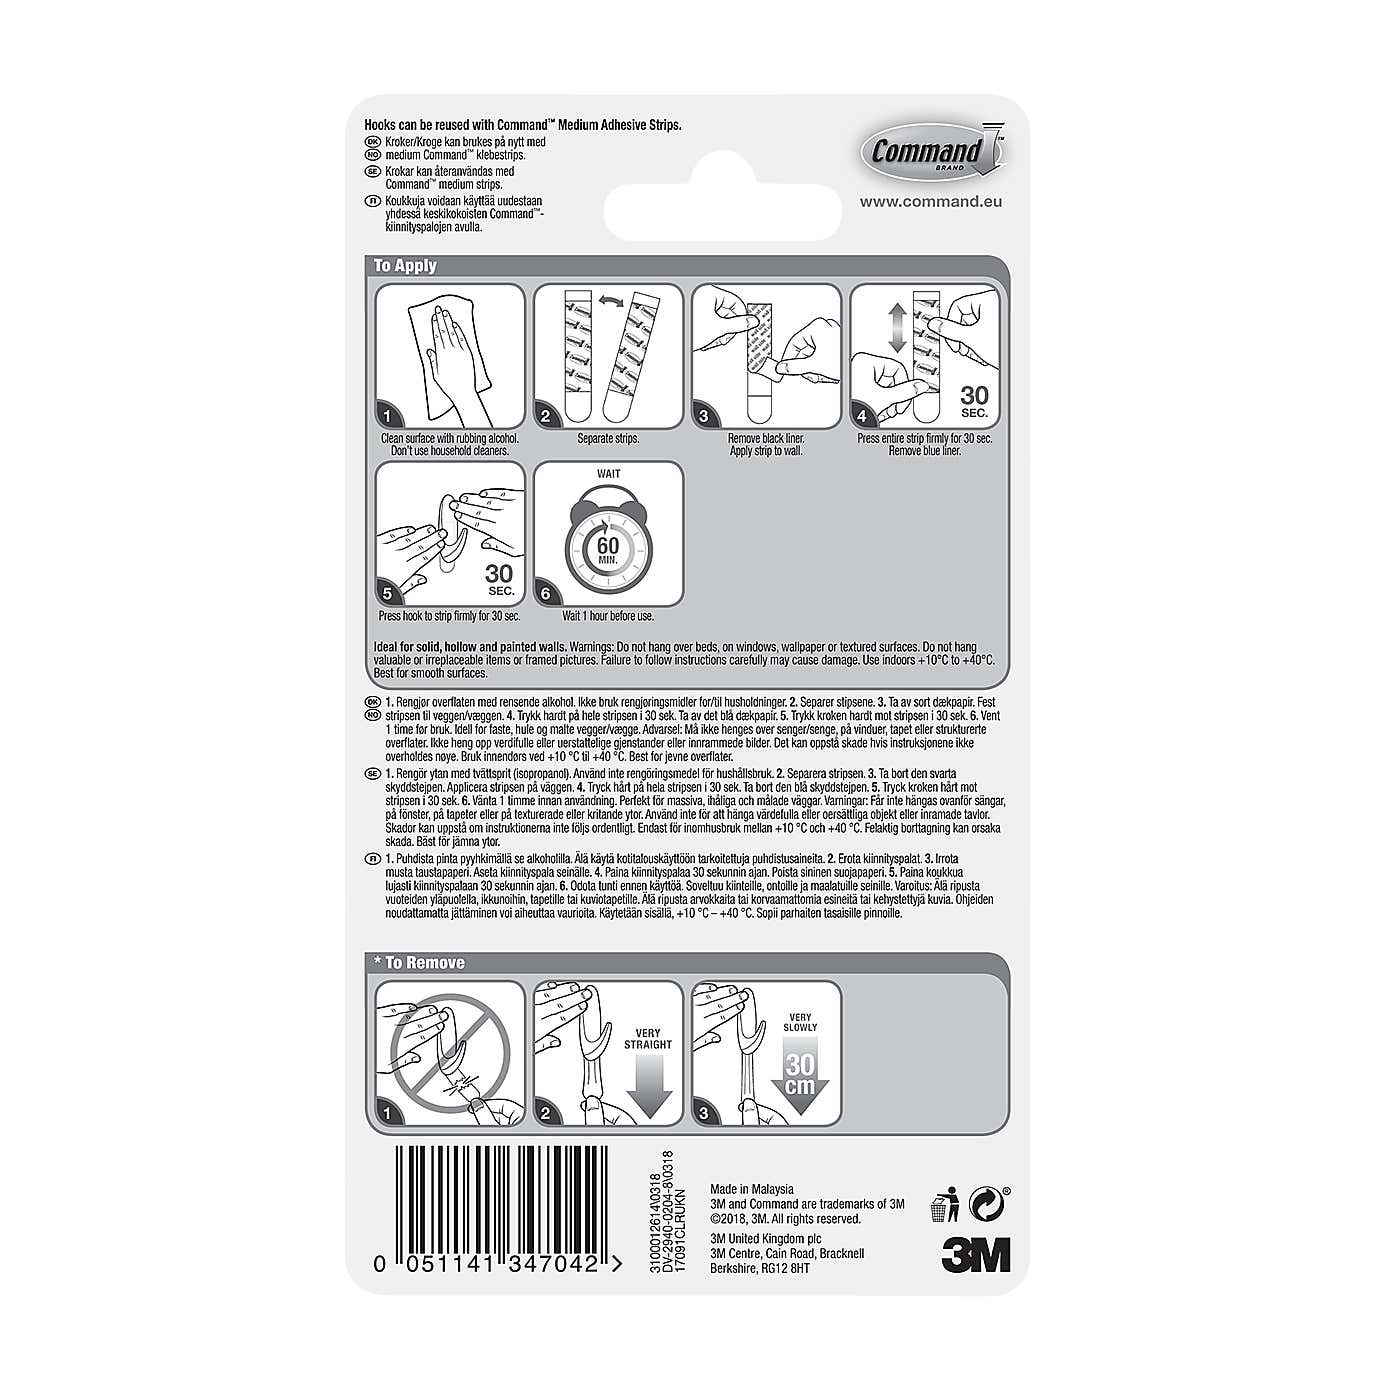 Hooks can be reused with Command™ Medium Adhesive Strips.
DK Kroker/Kroge kan brukes på nytt med
NO medium Command™ klebestrips.
SE Krokar kan återanvändas med
Command™ medium strips.
FI Koukkuja voidaan käyttää uudestaan
yhdessä keskikokoisten Command™-
kiinnityspalojen avulla.
Command™
BRAND
www.command.eu
To Apply
1
2
3
4
30
SEC.
Clean surface with rubbing alcohol.
Don't use household cleaners.
Separate strips.
Remove black liner.
Apply strip to wall.
Press entire strip firmly for 30 sec.
Remove blue liner.
5
30
SEC.
WAIT
60
MIN.
6
Press hook to strip firmly for 30 sec.
Wait 1 hour before use.
Ideal for solid, hollow and painted walls. Warnings: Do not hang over beds, on windows, wallpaper or textured surfaces. Do not hang
valuable or irreplaceable items or framed pictures. Failure to follow instructions carefully may cause damage. Use indoors +10°C to +40°C.
Best for smooth surfaces.
DK 1. Rengjør overflaten med rensende alkohol. Ikke bruk rengjøringsmidler for/til husholdninger. 2. Separer stipsene. 3. Ta av sort dækpapir. Fest
NO stripsen til veggen/væggen. 4. Trykk hardt på hele stripsen i 30 sek. Ta av det blå dækpapir. 5. Trykk kroken hardt mot stripsen i 30 sek. 6. Vent
1 time før bruk. Idell for faste, hule og malte vegger/vægge. Advarsel: Må ikke henges over senger/senge, på vinduer, tapet eller strukturerte
overflater. Ikke heng opp verdifulle eller uerstattelige gjenstander eller innrammede bilder. Det kan oppstå skade hvis instruksjonene ikke
overholdes nøye. Bruk innendørs ved +10 °C til +40 °C. Best for jevne overflater.
SE 1. Rengör ytan med tvättsprit (isopropanol). Använd inte rengöringsmedel för hushållsbruk. 2. Separera stripsen. 3. Ta bort den svarta
skyddstejpen. Applicera stripsen på väggen. 4. Tryck hårt på hela stripsen i 30 sek. Ta bort den blå skyddstejpen. 5. Tryck kroken hårt mot
stripsen i 30 sek. 6. Vänta 1 timme innan användning. Perfekt för massiva, ihåliga och målade väggar. Varningar: Får inte hängas ovanför sängar,
på fönster, på tapeter eller på texturerade eller kritande ytor. Använd inte för att hänga värdefulla eller oersättliga objekt eller inramade tavlor.
Skador kan uppstå om instruktionerna inte följs ordentligt. Endast för inomhusbruk mellan +10 °C och +40 °C. Felaktig borttagning kan orsaka
skada. Bäst för jämna ytor.
FI 1. Puhdista pinta pyyhkimällä se alkoholilla. Älä käytä kotitalouskäyttöön tarkoitettuja puhdistusaineita. 2. Erota kiinnityspalat. 3. Irrota
musta taustapaperi. Aseta kiinnityspala seinälle. 4. Paina kiinnityspalaa 30 sekunnin ajan. Poista sininen suojapaperi. 5. Paina koukkua
lujasti kiinnityspalaan 30 sekunnin ajan. 6. Odota tunti ennen käyttöä. Soveltuu kiinteille, ontoille ja maalatuille seinille. Varoitus: Älä ripusta
vuoteiden yläpuolella, ikkunoihin, tapetille tai kuviotapetille. Älä ripusta arvokkaita tai korvaamattomia esineitä tai kehystettyjä kuvia. Ohjeiden
noudattamatta jättäminen voi aiheuttaa vaurioita. Käytetään sisällä, +10 °C – +40 °C. Sopii parhaiten tasaisille pinnoille.
* To Remove
1
VERY
STRAIGHT
2
VERY
SLOWLY
30
cm
3
0 051141 347042 >
3100012614\0318
DV-2940-0204-8\0318
17091CLRUKN
Made in Malaysia
3M and Command are trademarks of 3M
©2018, 3M. All rights reserved.
3M United Kingdom plc
3M Centre, Cain Road, Bracknell
Berkshire, RG12 8HT
®
3M